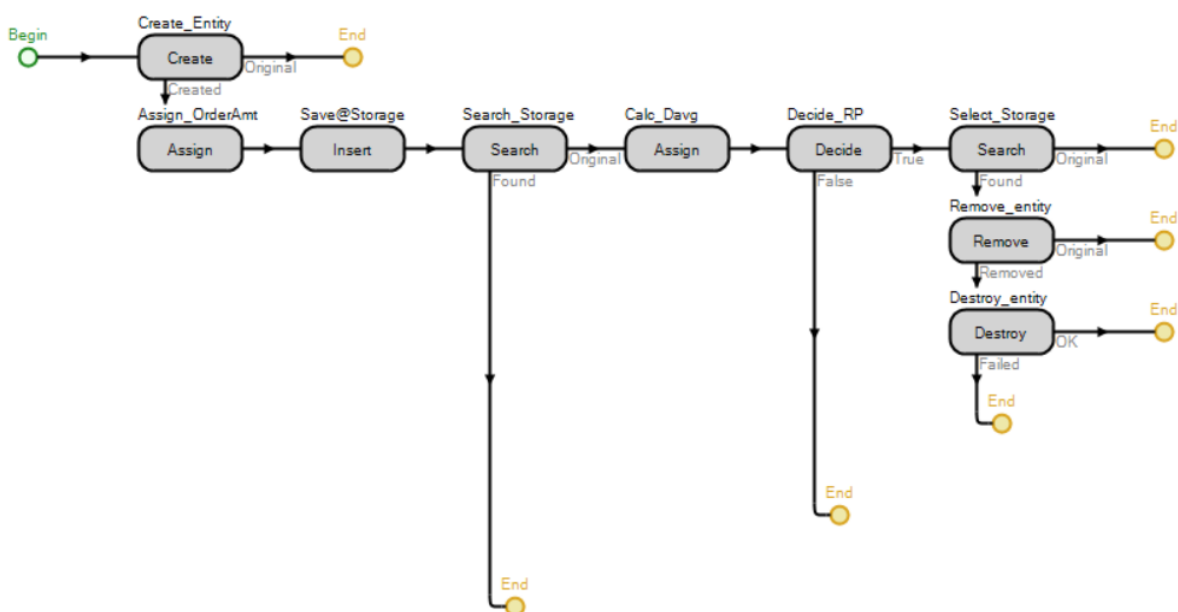 Create_Entity
Begin
End
Create
Original
Created
Assign_OrderAmt Save@Storage Search_Storage Calc_Davg Decide_RP Select_Storage
End
Assign Insert Search Assign Decide Search
Original True Original
Found False Found
Remove_entity
End
Remove
Original
Removed
Destroy_entity
End
Destroy
OK
Failed
End
End
End